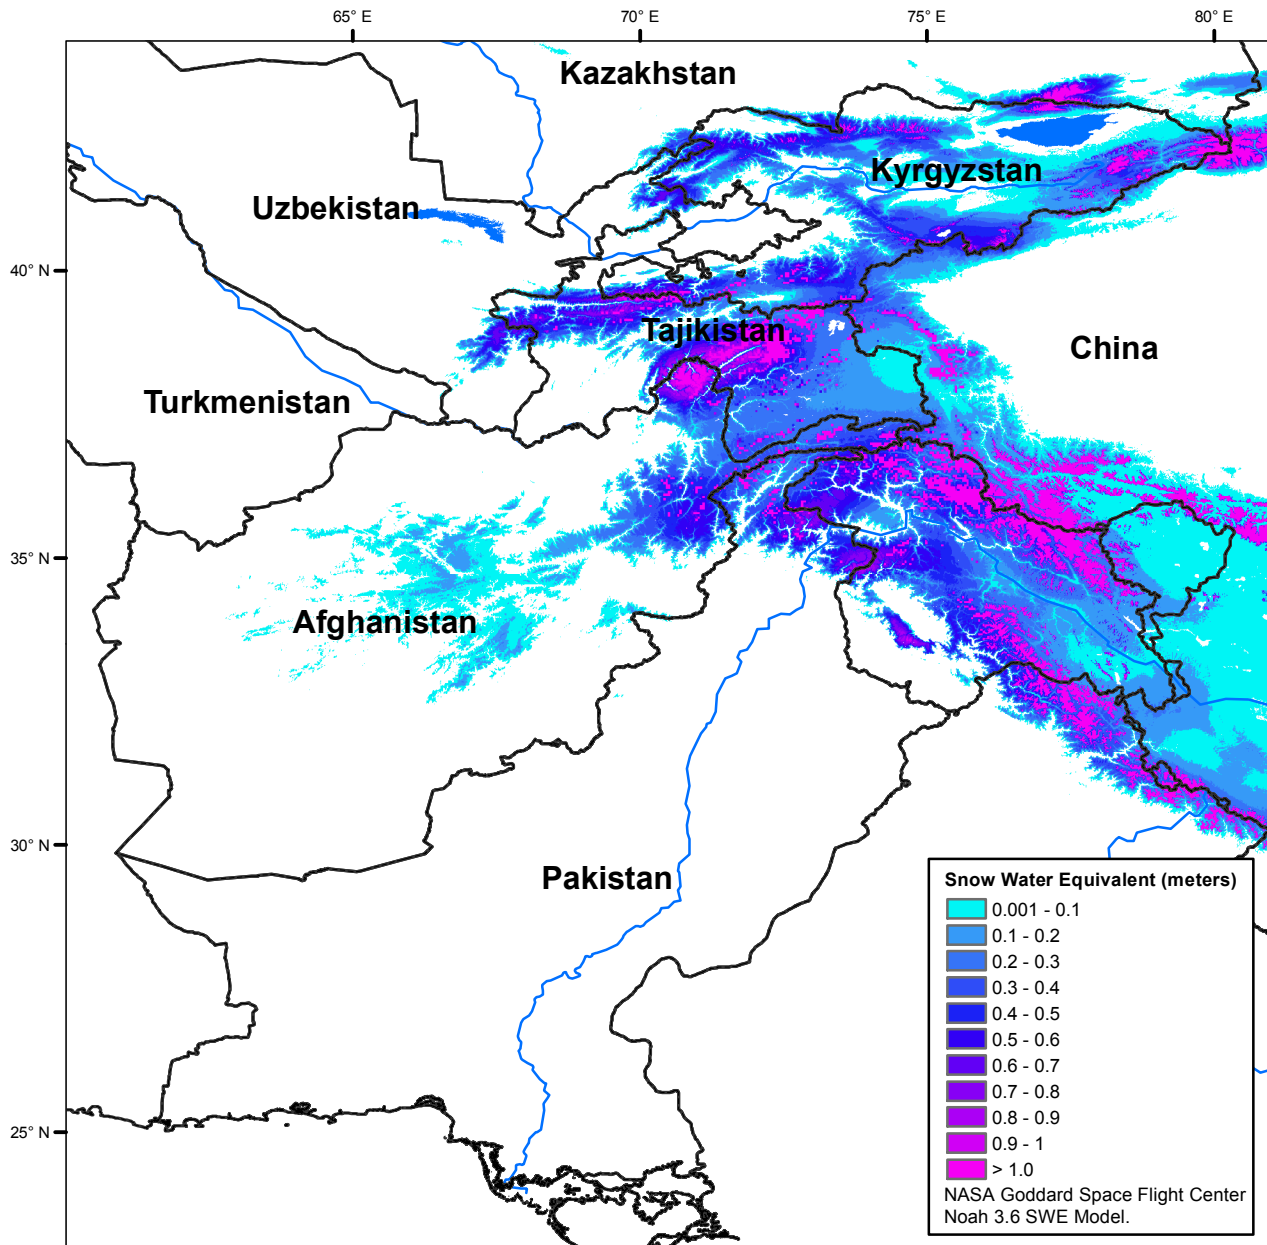 65° E
70° E
75° E
80° E
Kazakhstan
Kyrgyzstan
Uzbekistan
40° N
Tajikistan
China
Turkmenistan
35° N
Afghanistan
30° N
Pakistan
25° N
Snow Water Equivalent (meters)
0.001 - 0.1
0.1 - 0.2
0.2 - 0.3
0.3 - 0.4
0.4 - 0.5
0.5 - 0.6
0.6 - 0.7
0.7 - 0.8
0.8 - 0.9
0.9 - 1
> 1.0
NASA Goddard Space Flight Center
Noah 3.6 SWE Model.